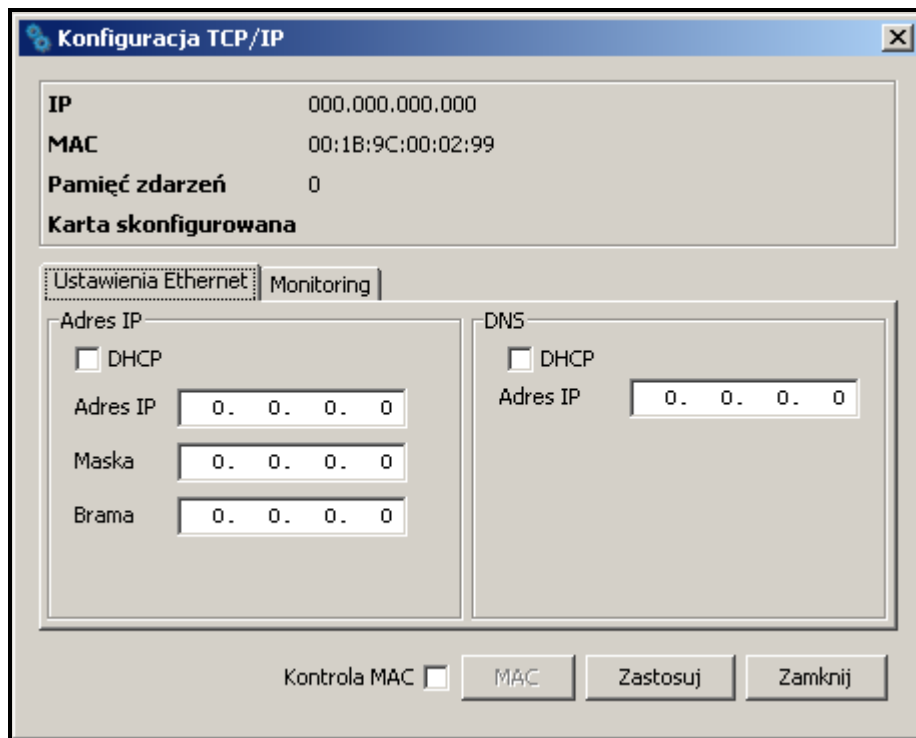 Konfiguracja TCP/IP
IP 000.000.000.000
MAC 00:1B:9C:00:02:99
Pamięć zdarzeń 0
Karta skonfigurowana
Ustawienia Ethernet Monitoring
Adres IP
DHCP
Adres IP 0. 0. 0. 0
Maska 0. 0. 0. 0
Brama 0. 0. 0. 0
DNS
DHCP
Adres IP 0. 0. 0. 0
Kontrola MAC MAC Zastosuj Zamknij